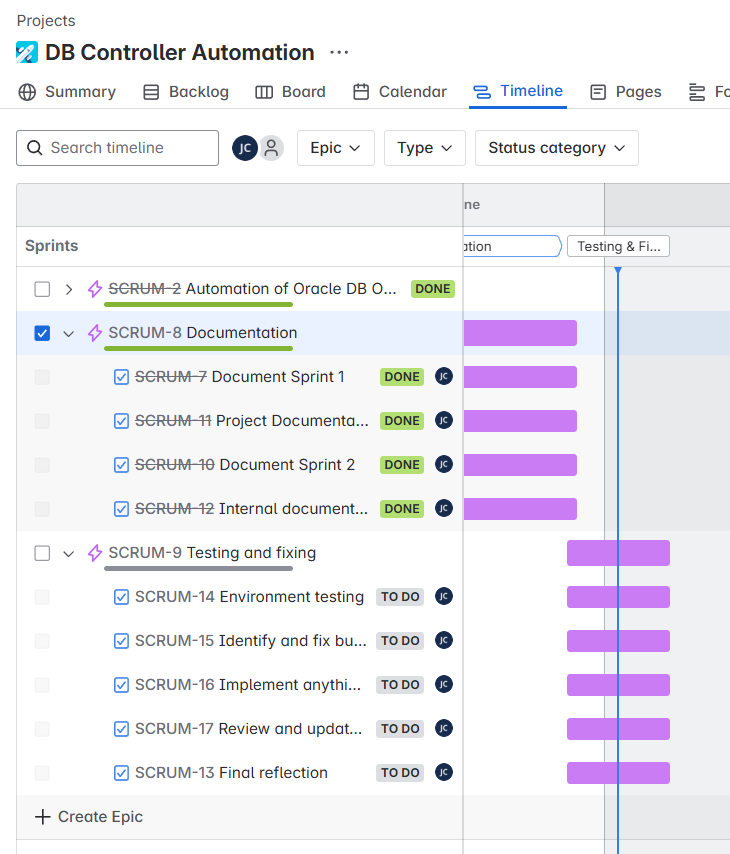 Projects
DB Controller Automation
Summary Backlog Board Calendar Timeline Pages Fo
Search timeline JC Epic Type Status category
ne
Sprints ation Testing & Fi...
SCRUM-2 Automation of Oracle DB O... DONE
SCRUM-8 Documentation
SCRUM-7 Document Sprint 1 DONE JC
SCRUM-11 Project Documenta... DONE JC
SCRUM-10 Document Sprint 2 DONE JC
SCRUM-12 Internal document... DONE JC
SCRUM-9 Testing and fixing
SCRUM-14 Environment testing TO DO JC
SCRUM-15 Identify and fix bu... TO DO JC
SCRUM-16 Implement anythi... TO DO JC
SCRUM-17 Review and updat... TO DO JC
SCRUM-13 Final reflection TO DO JC
Create Epic